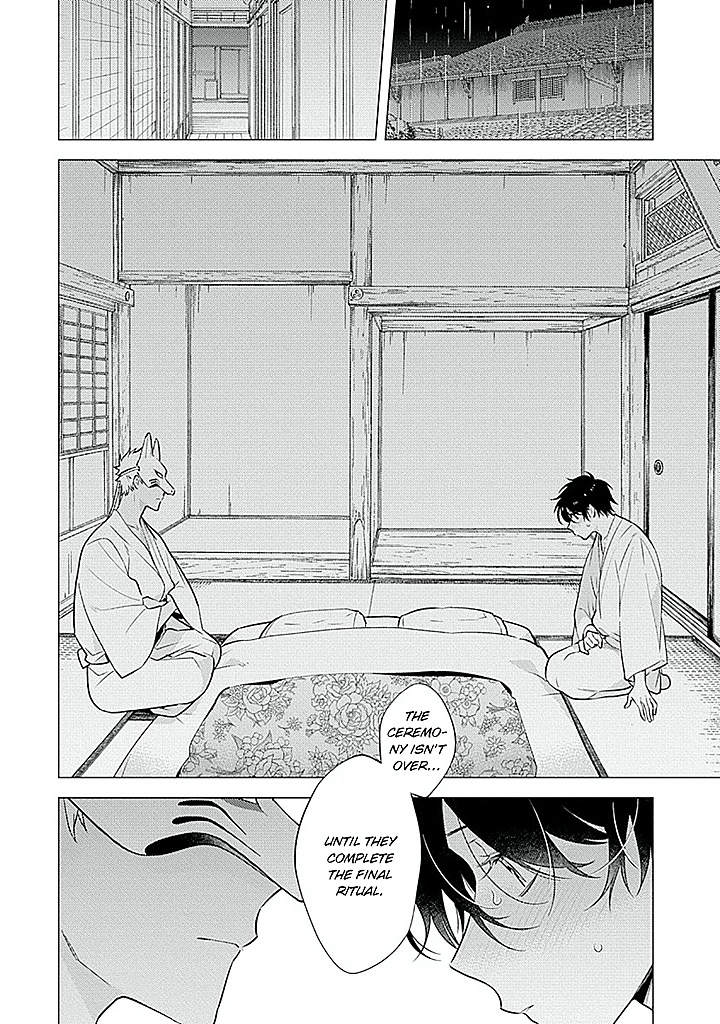 THE
CEREMO-
NY ISN'T
OVER...
UNTIL THEY
COMPLETE
THE FINAL
RITUAL.